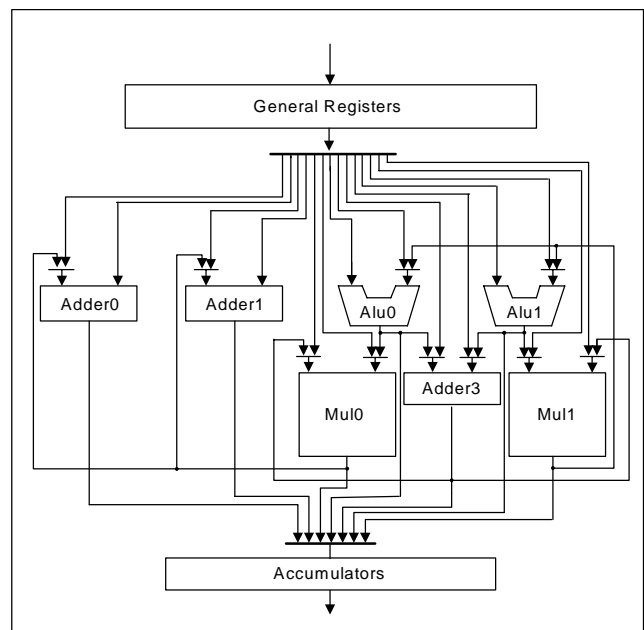 General Registers
Adder0
Adder1
Alu0
Alu1
Mul0
Adder3
Mul1
Accumulators